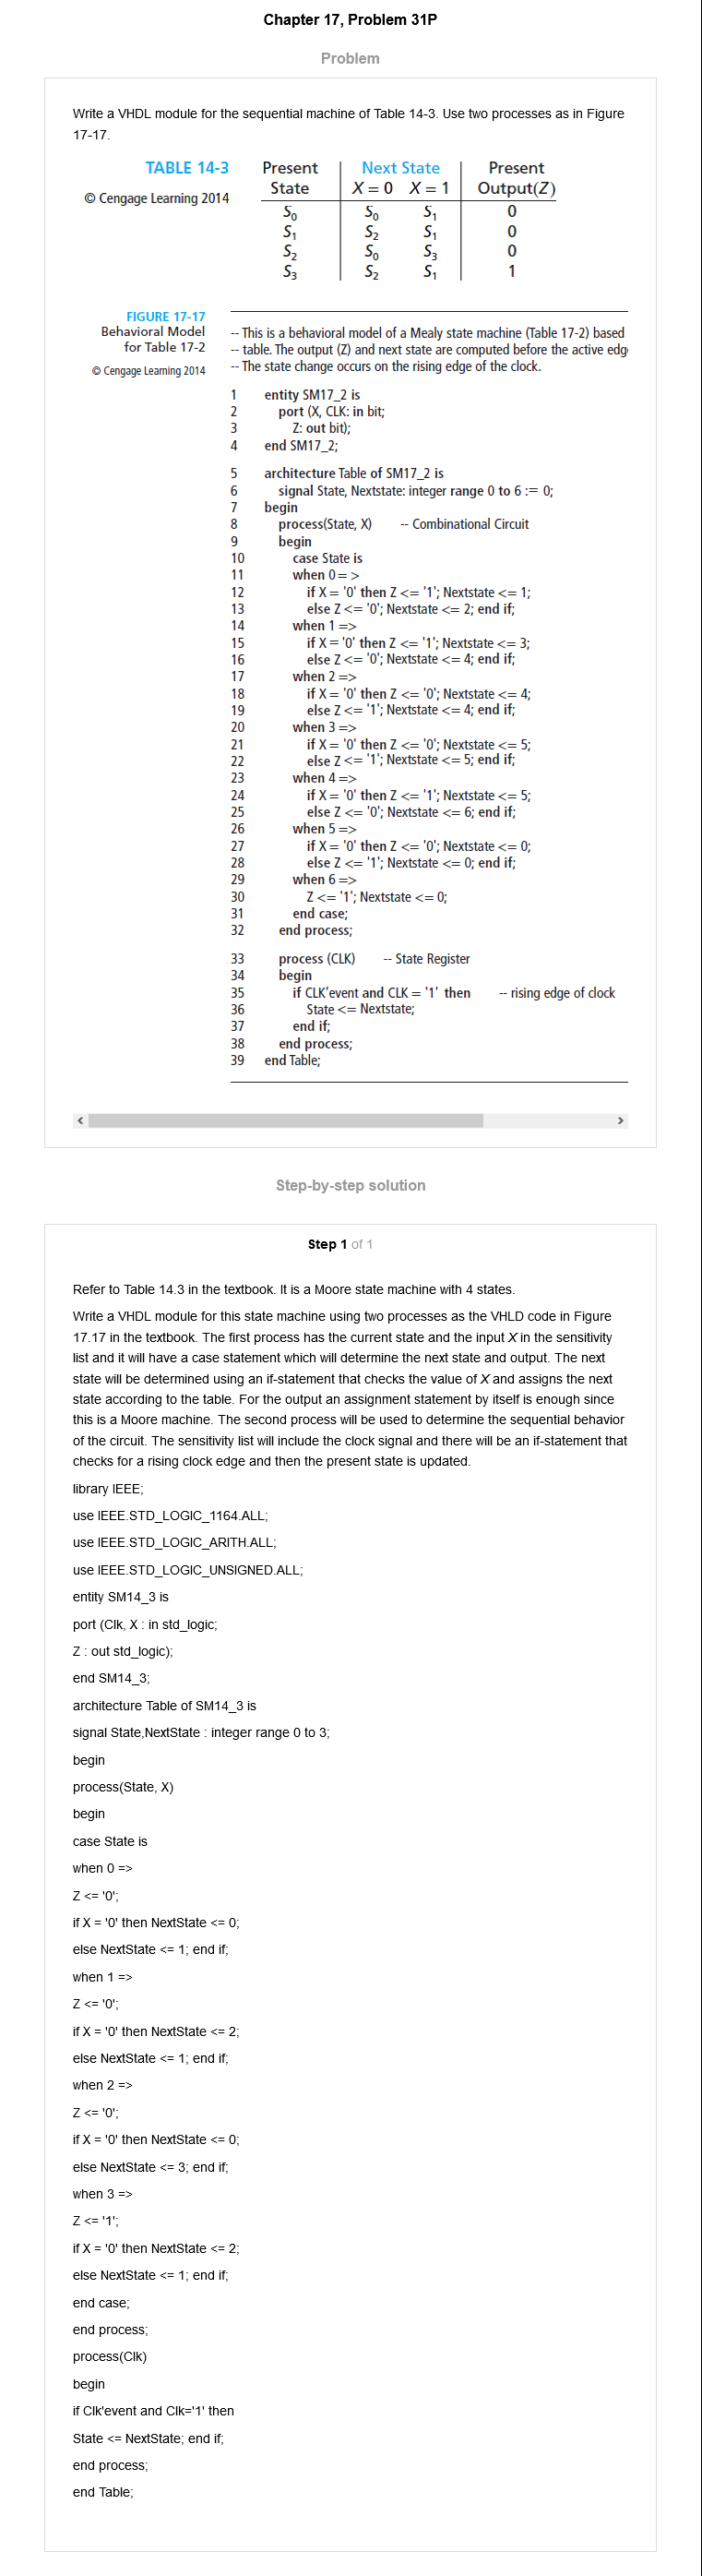 Chapter 17, Problem 31P
Problem
Write a VHDL module for the sequential machine of Table 14-3. Use two processes as in Figure
17-17.
TABLE 14-3
© Cengage Learning 2014
Present Next State Present
State X = 0 X = 1 Output(Z)
S0 S0 S1 0
S1 S2 S1 0
S2 S0 S3 0
S3 S2 S1 1
FIGURE 17-17
Behavioral Model
for Table 17-2
© Cengage Learning 2014
-- This is a behavioral model of a Mealy state machine (Table 17-2) based
-- table. The output (Z) and next state are computed before the active edg
-- The state change occurs on the rising edge of the clock.
1 entity SM17_2 is
2 port (X, CLK: in bit;
3 Z: out bit);
4 end SM17_2;
5 architecture Table of SM17_2 is
6 signal State, Nextstate: integer range 0 to 6 := 0;
7 begin
8 process(State, X) -- Combinational Circuit
9 begin
10 case State is
11 when 0= >
12 if X = '0' then Z <= '1'; Nextstate <= 1;
13 else Z <= '0'; Nextstate <= 2; end if;
14 when 1 =>
15 if X = '0' then Z <= '1'; Nextstate <= 3;
16 else Z <= '0'; Nextstate <= 4; end if;
17 when 2 =>
18 if X = '0' then Z <= '0'; Nextstate <= 4;
19 else Z <= '1'; Nextstate <= 4; end if;
20 when 3 =>
21 if X = '0' then Z <= '0'; Nextstate <= 5;
22 else Z <= '1'; Nextstate <= 5; end if;
23 when 4 =>
24 if X = '0' then Z <= '1'; Nextstate <= 5;
25 else Z <= '0'; Nextstate <= 6; end if;
26 when 5 =>
27 if X = '0' then Z <= '0'; Nextstate <= 0;
28 else Z <= '1'; Nextstate <= 0; end if;
29 when 6 =>
30 Z <= '1'; Nextstate <= 0;
31 end case;
32 end process;
33 process (CLK) -- State Register
34 begin
35 if CLK'event and CLK = '1' then -- rising edge of clock
36 State <= Nextstate;
37 end if;
38 end process;
39 end Table;
Step-by-step solution
Step 1 of 1
Refer to Table 14.3 in the textbook. It is a Moore state machine with 4 states.
Write a VHDL module for this state machine using two processes as the VHLD code in Figure
17.17 in the textbook. The first process has the current state and the input X in the sensitivity
list and it will have a case statement which will determine the next state and output. The next
state will be determined using an if-statement that checks the value of X and assigns the next
state according to the table. For the output an assignment statement by itself is enough since
this is a Moore machine. The second process will be used to determine the sequential behavior
of the circuit. The sensitivity list will include the clock signal and there will be an if-statement that
checks for a rising clock edge and then the present state is updated.
library IEEE;
use IEEE.STD_LOGIC_1164.ALL;
use IEEE.STD_LOGIC_ARITH.ALL;
use IEEE.STD_LOGIC_UNSIGNED.ALL;
entity SM14_3 is
port (Clk, X : in std_logic;
Z : out std_logic);
end SM14_3;
architecture Table of SM14_3 is
signal State,NextState : integer range 0 to 3;
begin
process(State, X)
begin
case State is
when 0 =>
Z <= '0';
if X = '0' then NextState <= 0;
else NextState <= 1; end if;
when 1 =>
Z <= '0';
if X = '0' then NextState <= 2;
else NextState <= 1; end if;
when 2 =>
Z <= '0';
if X = '0' then NextState <= 0;
else NextState <= 3; end if;
when 3 =>
Z <= '1';
if X = '0' then NextState <= 2;
else NextState <= 1; end if;
end case;
end process;
process(Clk)
begin
if Clk'event and Clk='1' then
State <= NextState; end if;
end process;
end Table;